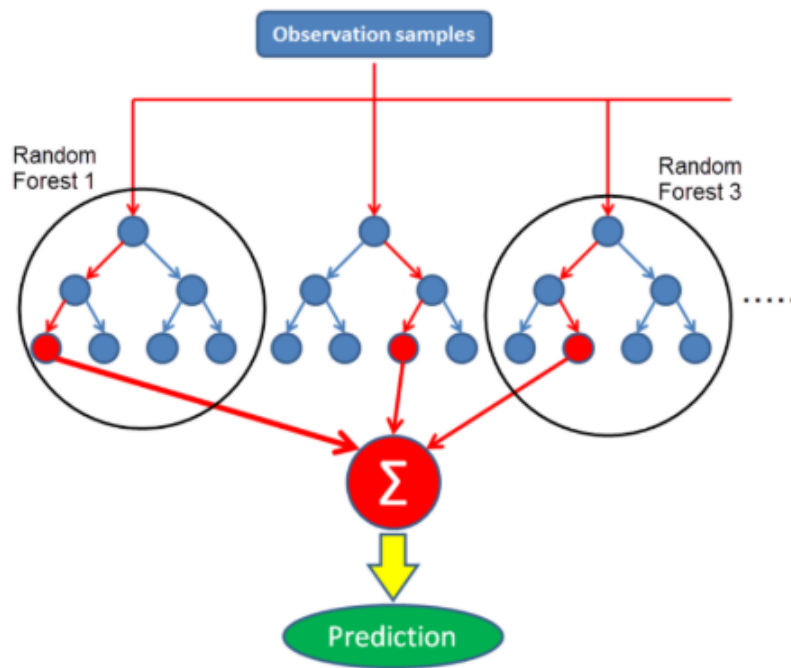 Observation samples
Random
Forest 1
Random
Forest 3
.....
Σ
Prediction